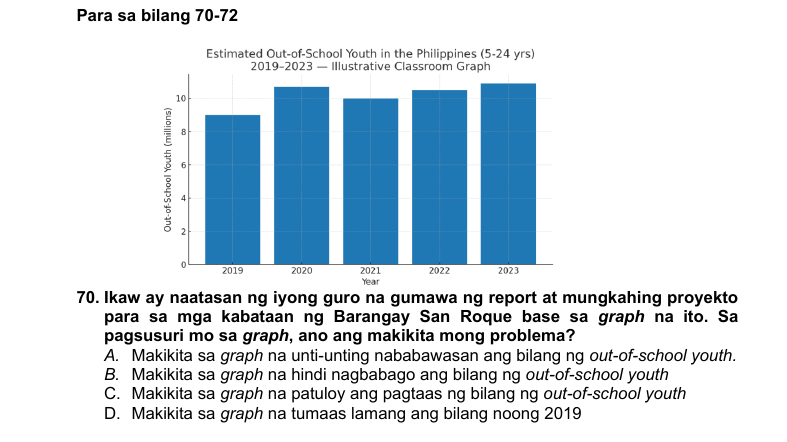 Para sa bilang 70-72
Estimated Out-of-School Youth in the Philippines (5-24 yrs)
2019–2023 — Illustrative Classroom Graph
Out-of-School Youth (millions)
10
8
6
4
2
0
2019 2020 2021 2022 2023
Year
70. Ikaw ay naatasan ng iyong guro na gumawa ng report at mungkahing proyekto
para sa mga kabataan ng Barangay San Roque base sa graph na ito. Sa
pagsusuri mo sa graph, ano ang makikita mong problema?
A. Makikita sa graph na unti-unting nababawasan ang bilang ng out-of-school youth.
B. Makikita sa graph na hindi nagbabago ang bilang ng out-of-school youth
C. Makikita sa graph na patuloy ang pagtaas ng bilang ng out-of-school youth
D. Makikita sa graph na tumaas lamang ang bilang noong 2019